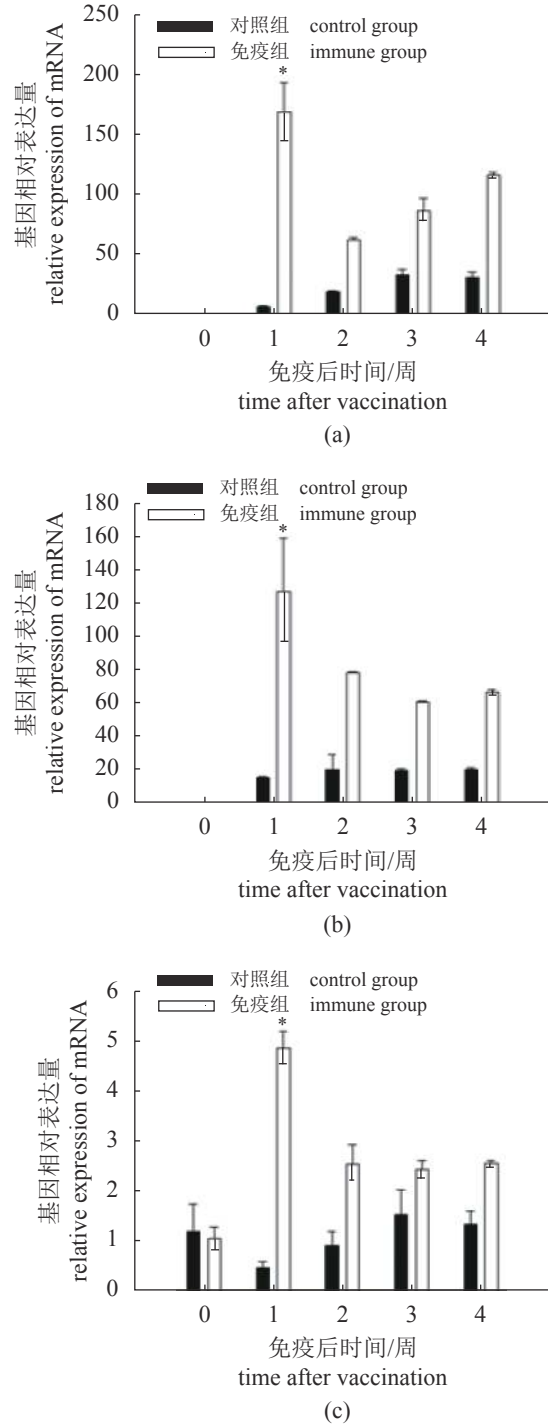 对照组 control group
免疫组 immune group
*
250
200
150
100
50
0
基因相对表达量
relative expression of mRNA
0 1 2 3 4
免疫后时间/周
time after vaccination
(a)
对照组 control group
免疫组 immune group
*
180
160
140
120
100
80
60
40
20
0
基因相对表达量
relative expression of mRNA
0 1 2 3 4
免疫后时间/周
time after vaccination
(b)
对照组 control group
免疫组 immune group
*
6
5
4
3
2
1
0
基因相对表达量
relative expression of mRNA
0 1 2 3 4
免疫后时间/周
time after vaccination
(c)